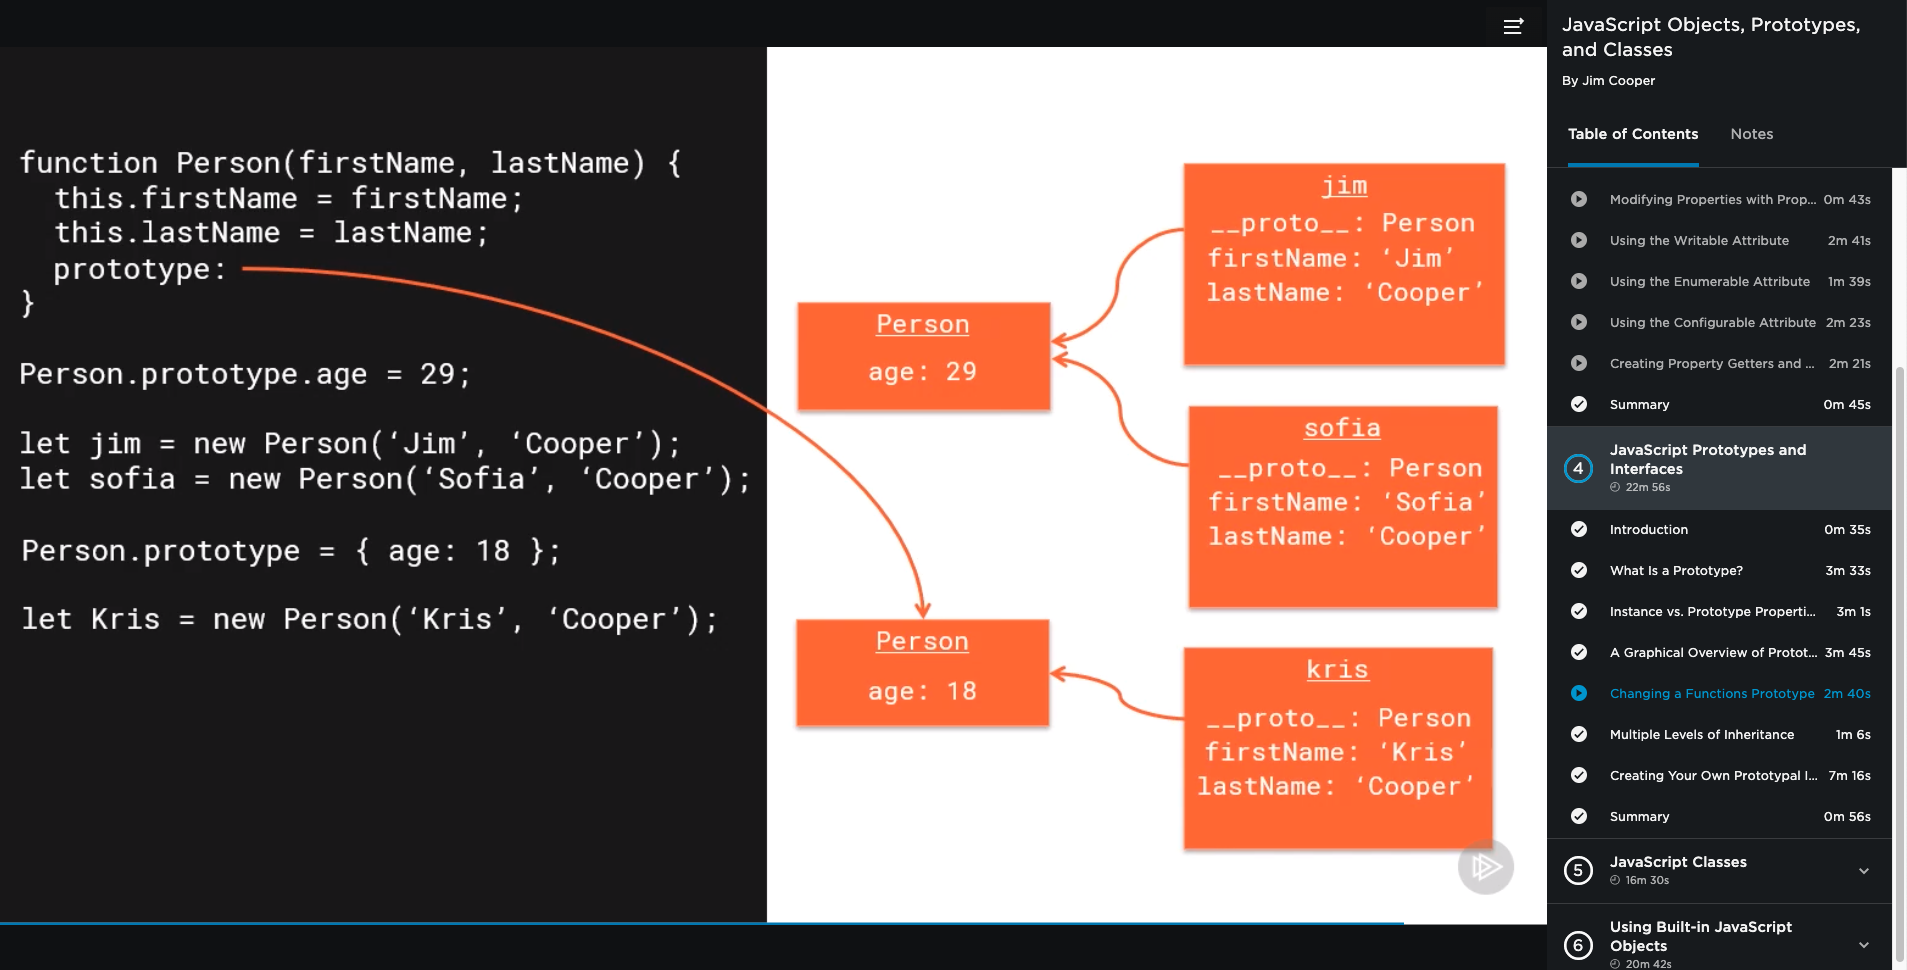 function Person(firstName, lastName) {
this.firstName = firstName;
this.lastName = lastName;
prototype:
}
Person.prototype.age = 29;
let jim = new Person(‘Jim’, ‘Cooper’);
let sofia = new Person(‘Sofia’, ‘Cooper’);
Person.prototype = { age: 18 };
let Kris = new Person(‘Kris’, ‘Cooper’);
Person
age: 29
Person
age: 18
jim
__proto__: Person
firstName: ‘Jim’
lastName: ‘Cooper’
sofia
__proto__: Person
firstName: ‘Sofia’
lastName: ‘Cooper’
kris
__proto__: Person
firstName: ‘Kris’
lastName: ‘Cooper’
JavaScript Objects, Prototypes,
and Classes
By Jim Cooper
Table of Contents Notes
Modifying Properties with Prop... 0m 43s
Using the Writable Attribute 2m 41s
Using the Enumerable Attribute 1m 39s
Using the Configurable Attribute 2m 23s
Creating Property Getters and ... 2m 21s
Summary 0m 45s
4
JavaScript Prototypes and
Interfaces
22m 56s
Introduction 0m 35s
What Is a Prototype? 3m 33s
Instance vs. Prototype Properti... 3m 1s
A Graphical Overview of Protot... 3m 45s
Changing a Functions Prototype 2m 40s
Multiple Levels of Inheritance 1m 6s
Creating Your Own Prototypal I... 7m 16s
Summary 0m 56s
5
JavaScript Classes
16m 30s
6
Using Built-in JavaScript
Objects
20m 42s